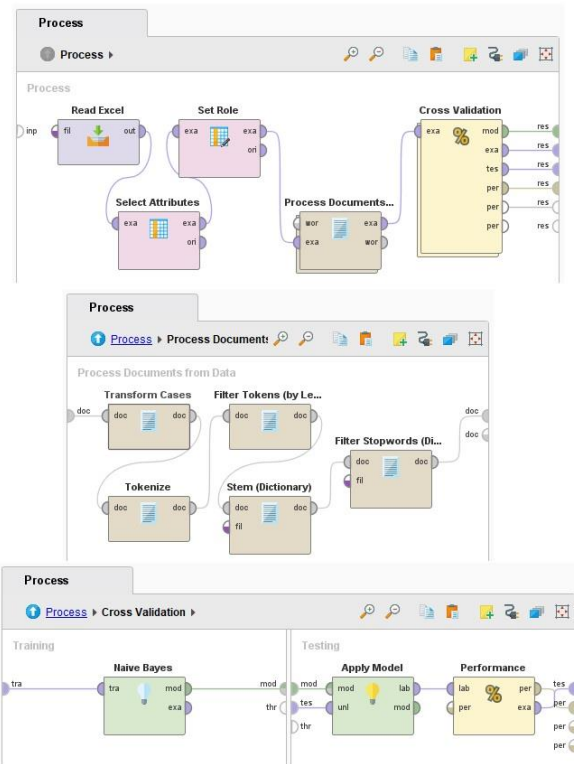 Process
Process
Process
Read Excel
Set Role
Cross Validation
inp
fil
out
exa
exa
ori
exa
mod
exa
tes
per
per
per
res
res
res
res
res
res
Select Attributes
Process Documents...
exa
exa
ori
wor
exa
exa
wor
Process
Process Process Documents
Process Documents from Data
Transform Cases
Filter Tokens (by Le...
doc
doc
doc
doc
doc
doc
doc
Filter Stopwords (Di...
doc
doc
fil
Tokenize
Stem (Dictionary)
doc
doc
doc
doc
fil
Process
Process Cross Validation
Training
Testing
Naive Bayes
Apply Model
Performance
tra
tra
mod
exa
mod
thr
mod
tes
thr
mod
unl
lab
mod
lab
per
per
exa
tes
per
per
per